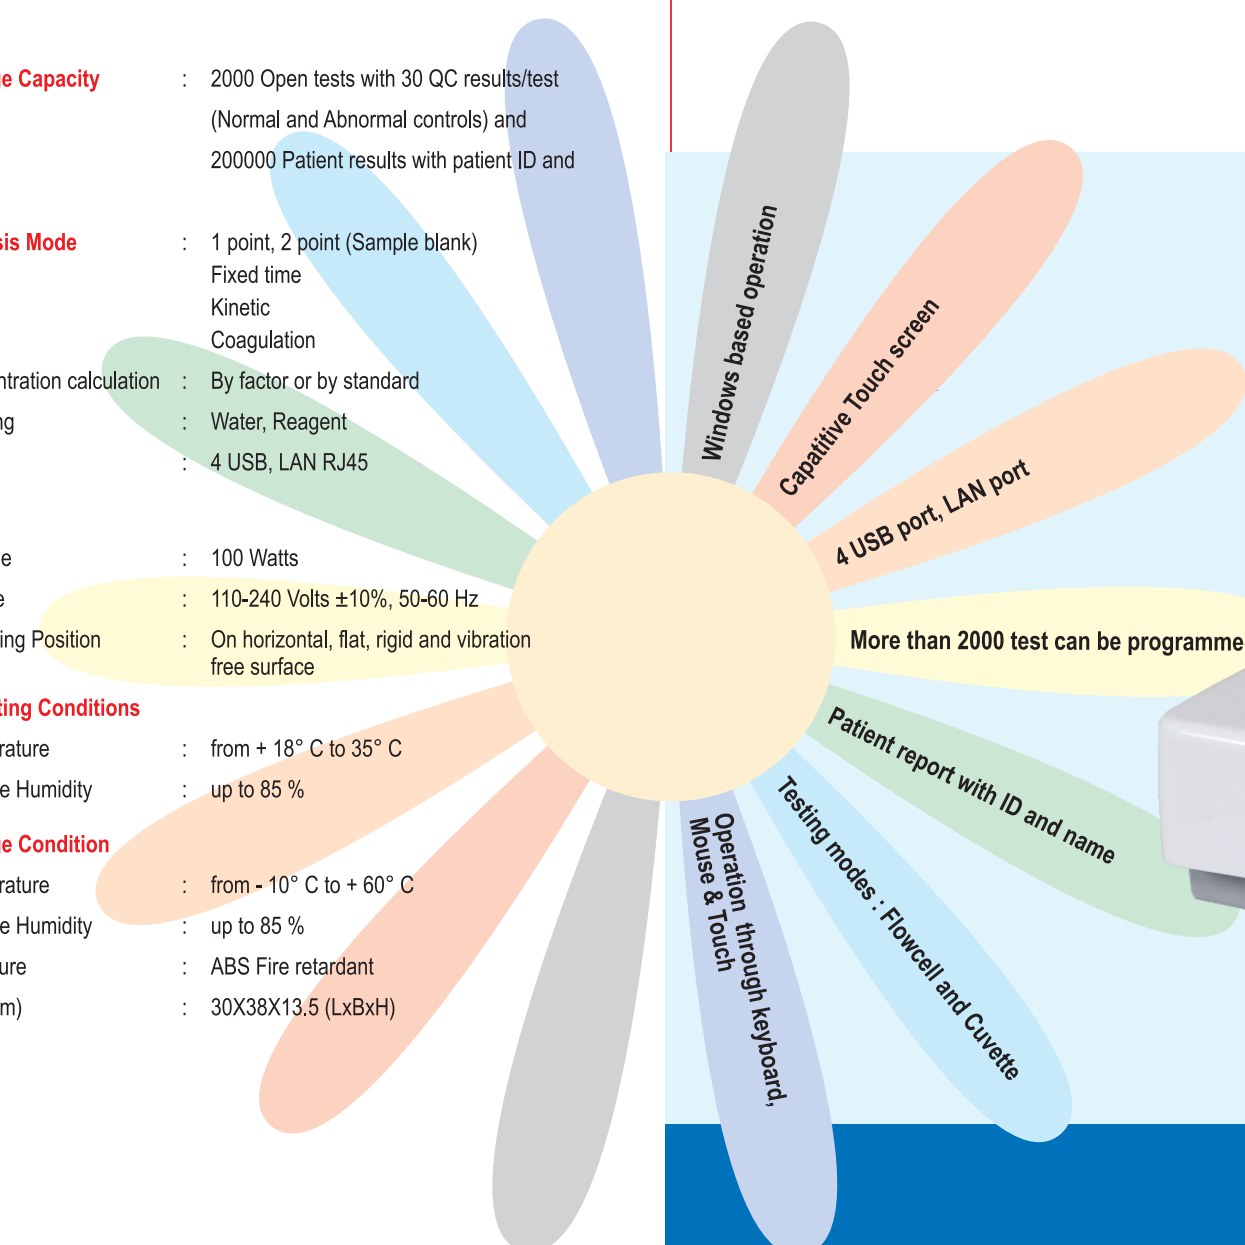 ge Capacity : 2000 Open tests with 30 QC results/test
(Normal and Abnormal controls) and
200000 Patient results with patient ID and
sis Mode : 1 point, 2 point (Sample blank)
Fixed time
Kinetic
Coagulation
ntration calculation : By factor or by standard
ng : Water, Reagent
: 4 USB, LAN RJ45
e : 100 Watts
e : 110-240 Volts ±10%, 50-60 Hz
ing Position : On horizontal, flat, rigid and vibration
free surface
ting Conditions
rature : from + 18° C to 35° C
e Humidity : up to 85 %
ge Condition
rature : from - 10° C to + 60° C
e Humidity : up to 85 %
ure : ABS Fire retardant
m) : 30X38X13.5 (LxBxH)
Windows based operation
Capatitive Touch screen
4 USB port, LAN port
More than 2000 test can be programme
Patient report with ID and name
Testing modes : Flowcell and Cuvette
Operation through keyboard,
Mouse & Touch